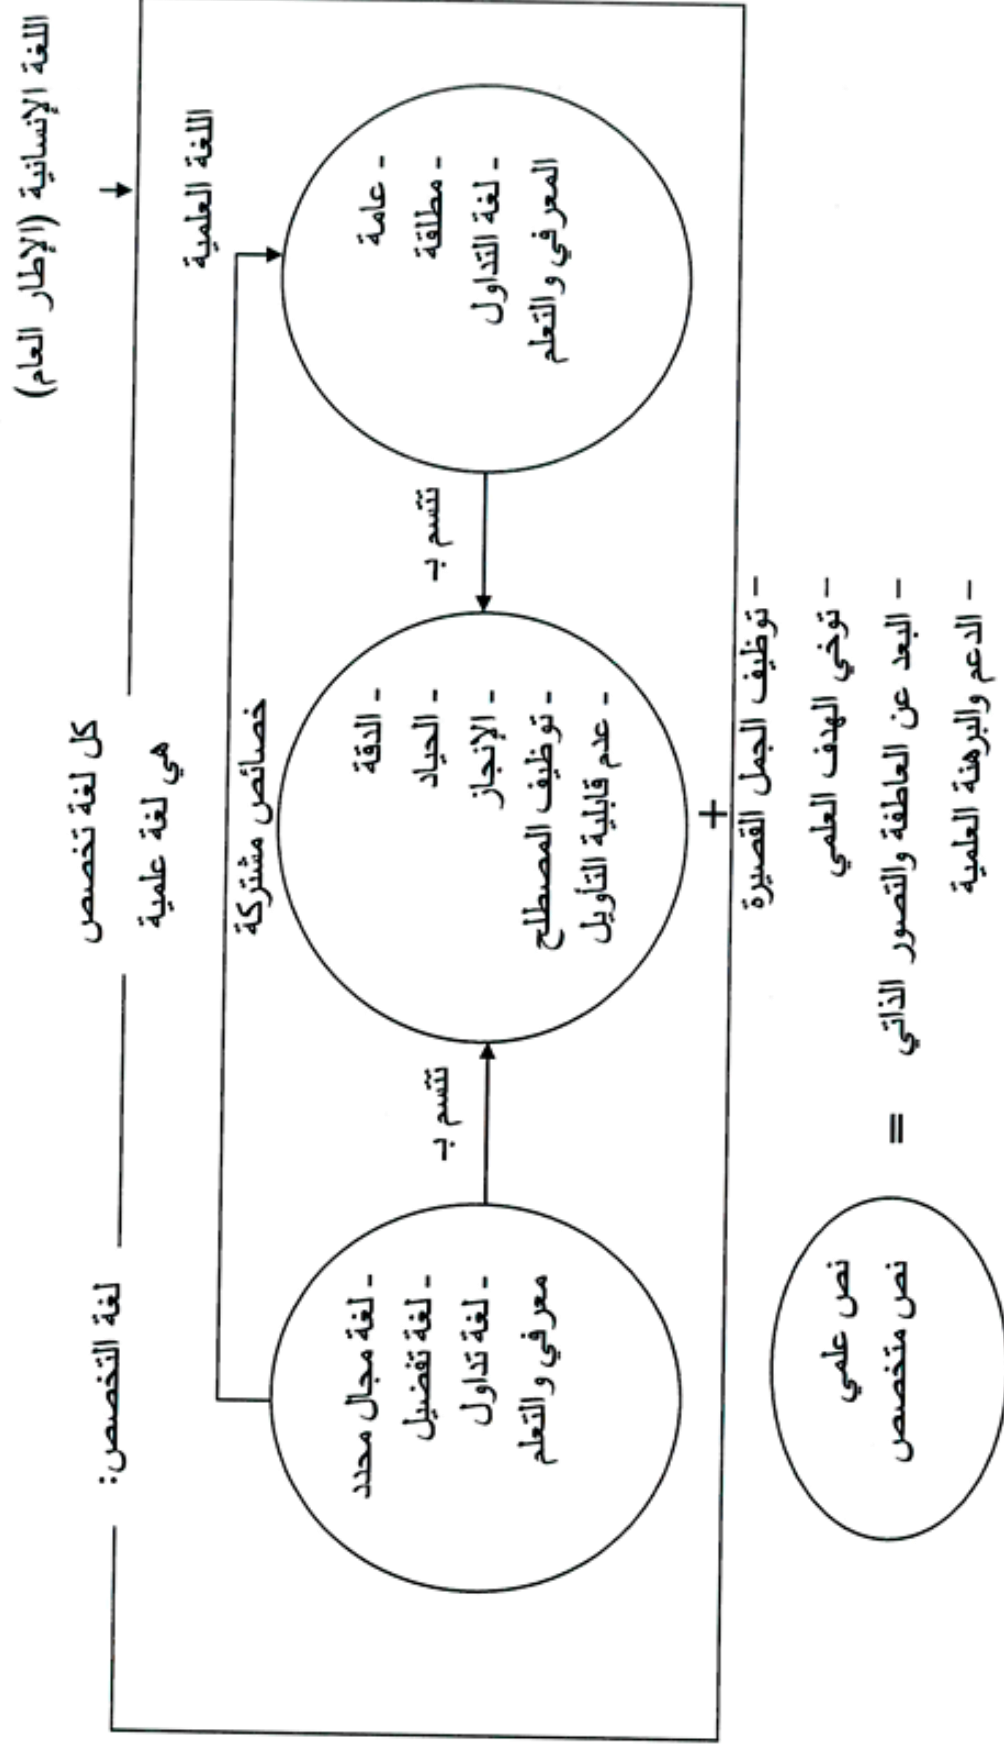 اللغة الإنسانية (الإطار العام)
كل لغة تخصص
هي لغة علمية
لغة التخصص:
اللغة العلمية
خصائص مشتركة
- عامة
- مطلقة
- لغة التداول
المعرفي والتعلم
تتسم بـ
- الدقة
- الحياد
- الإنجاز
- توظيف المصطلح
- عدم قابلية التأويل
تتسم بـ
- لغة مجال محدد
- لغة تفضيل
- لغة تداول
معرفي والتعلم
+
- توظيف الجمل القصيرة
- توخي الهدف العلمي
- البعد عن العاطفة والتصور الذاتي
- الدعم والبرهنة العلمية
=
نص علمي
نص متخصص